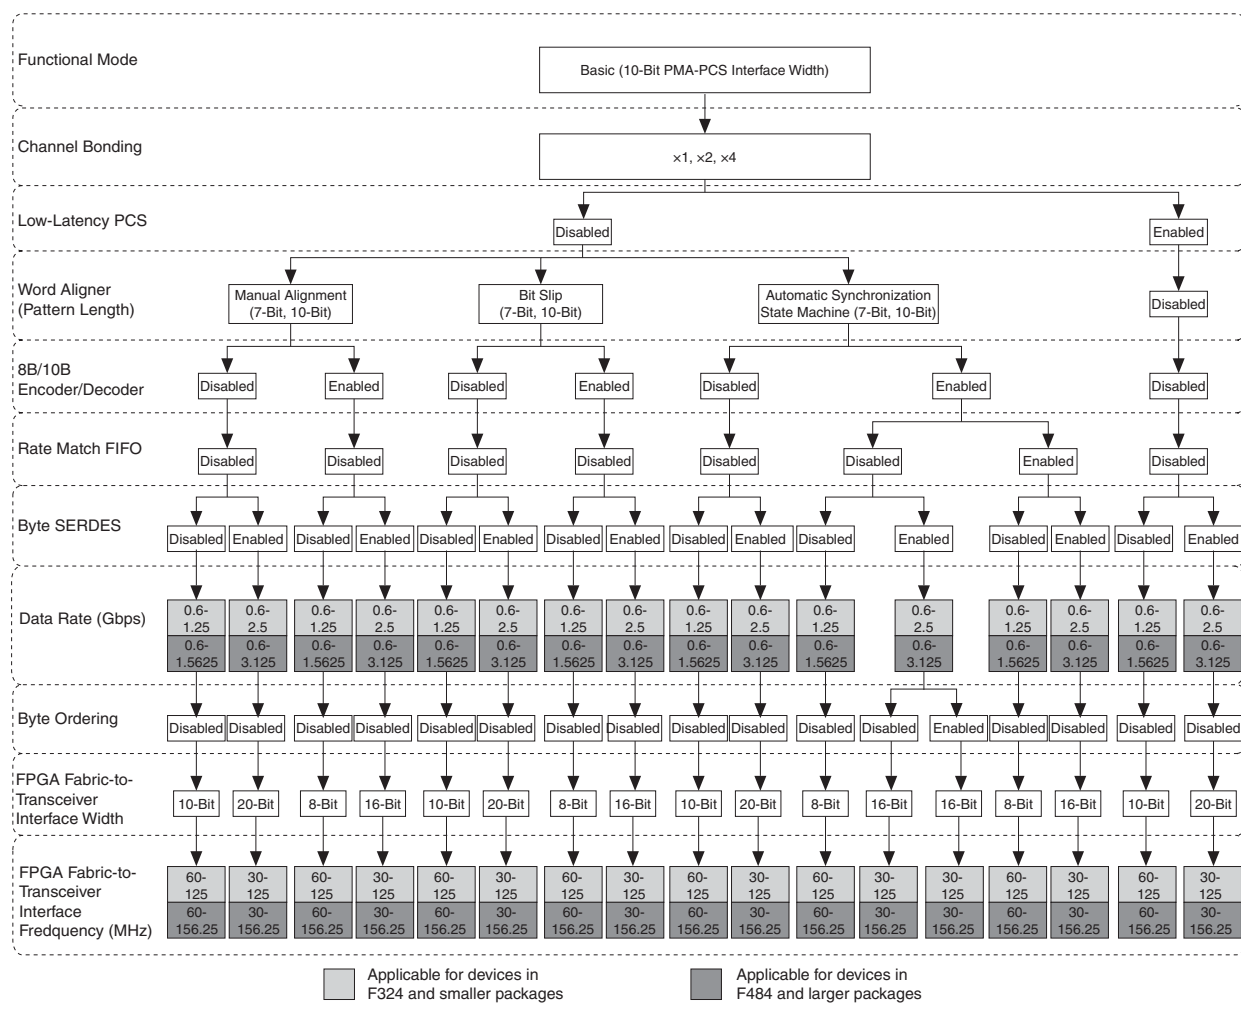 Functional Mode
Basic (10-Bit PMA-PCS Interface Width)
Channel Bonding
×1, ×2, ×4
Low-Latency PCS
Disabled
Enabled
Word Aligner
(Pattern Length)
Manual Alignment
(7-Bit, 10-Bit)
Bit Slip
(7-Bit, 10-Bit)
Automatic Synchronization
State Machine (7-Bit, 10-Bit)
Disabled
8B/10B
Encoder/Decoder
Disabled Enabled Disabled Enabled Disabled Enabled Disabled
Rate Match FIFO
Disabled Disabled Disabled Disabled Disabled Disabled Enabled Disabled
Byte SERDES
Disabled Enabled Disabled Enabled Disabled Enabled Disabled Enabled Disabled Enabled Disabled Enabled Disabled Enabled Disabled Enabled
Data Rate (Gbps)
0.6- 0.6- 0.6- 0.6- 0.6- 0.6- 0.6- 0.6- 0.6- 0.6- 0.6- 0.6- 0.6- 0.6- 0.6- 0.6-
1.25 2.5 1.25 2.5 1.25 2.5 1.25 2.5 1.25 2.5 1.25 2.5 1.25 2.5 1.25 2.5
0.6- 0.6- 0.6- 0.6- 0.6- 0.6- 0.6- 0.6- 0.6- 0.6- 0.6- 0.6- 0.6- 0.6- 0.6- 0.6-
1.5625 3.125 1.5625 3.125 1.5625 3.125 1.5625 3.125 1.5625 3.125 1.5625 3.125 1.5625 3.125 1.5625 3.125
Byte Ordering
Disabled Disabled Disabled Disabled Disabled Disabled Disabled Disabled Disabled Disabled Disabled Disabled Enabled Disabled Disabled Disabled Disabled
FPGA Fabric-to-
Transceiver
Interface Width
10-Bit 20-Bit 8-Bit 16-Bit 10-Bit 20-Bit 8-Bit 16-Bit 10-Bit 20-Bit 8-Bit 16-Bit 16-Bit 8-Bit 16-Bit 10-Bit 20-Bit
FPGA Fabric-to-
Transceiver
Interface
Fredquency (MHz)
60- 30- 60- 30- 60- 30- 60- 30- 60- 30- 60- 30- 30- 60- 30- 60- 30-
125 125 125 125 125 125 125 125 125 125 125 125 125 125 125 125 125
60- 30- 60- 30- 60- 30- 60- 30- 60- 30- 60- 30- 30- 60- 30- 60- 30-
156.25 156.25 156.25 156.25 156.25 156.25 156.25 156.25 156.25 156.25 156.25 156.25 156.25 156.25 156.25 156.25 156.25
Applicable for devices in
F324 and smaller packages
Applicable for devices in
F484 and larger packages